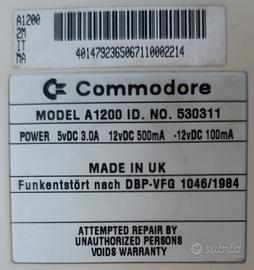 A1200
2M
IT
MA
4014792365067110002214
Commodore
MODEL A1200 ID. NO. 530311
POWER 5vDC 3.0A 12vDC 500mA -12vDC 100mA
MADE IN UK
Funkentstört nach DBP-VFG 1046/1984
ATTEMPTED REPAIR BY
UNAUTHORIZED PERSONS
VOIDS WARRANTY
subito